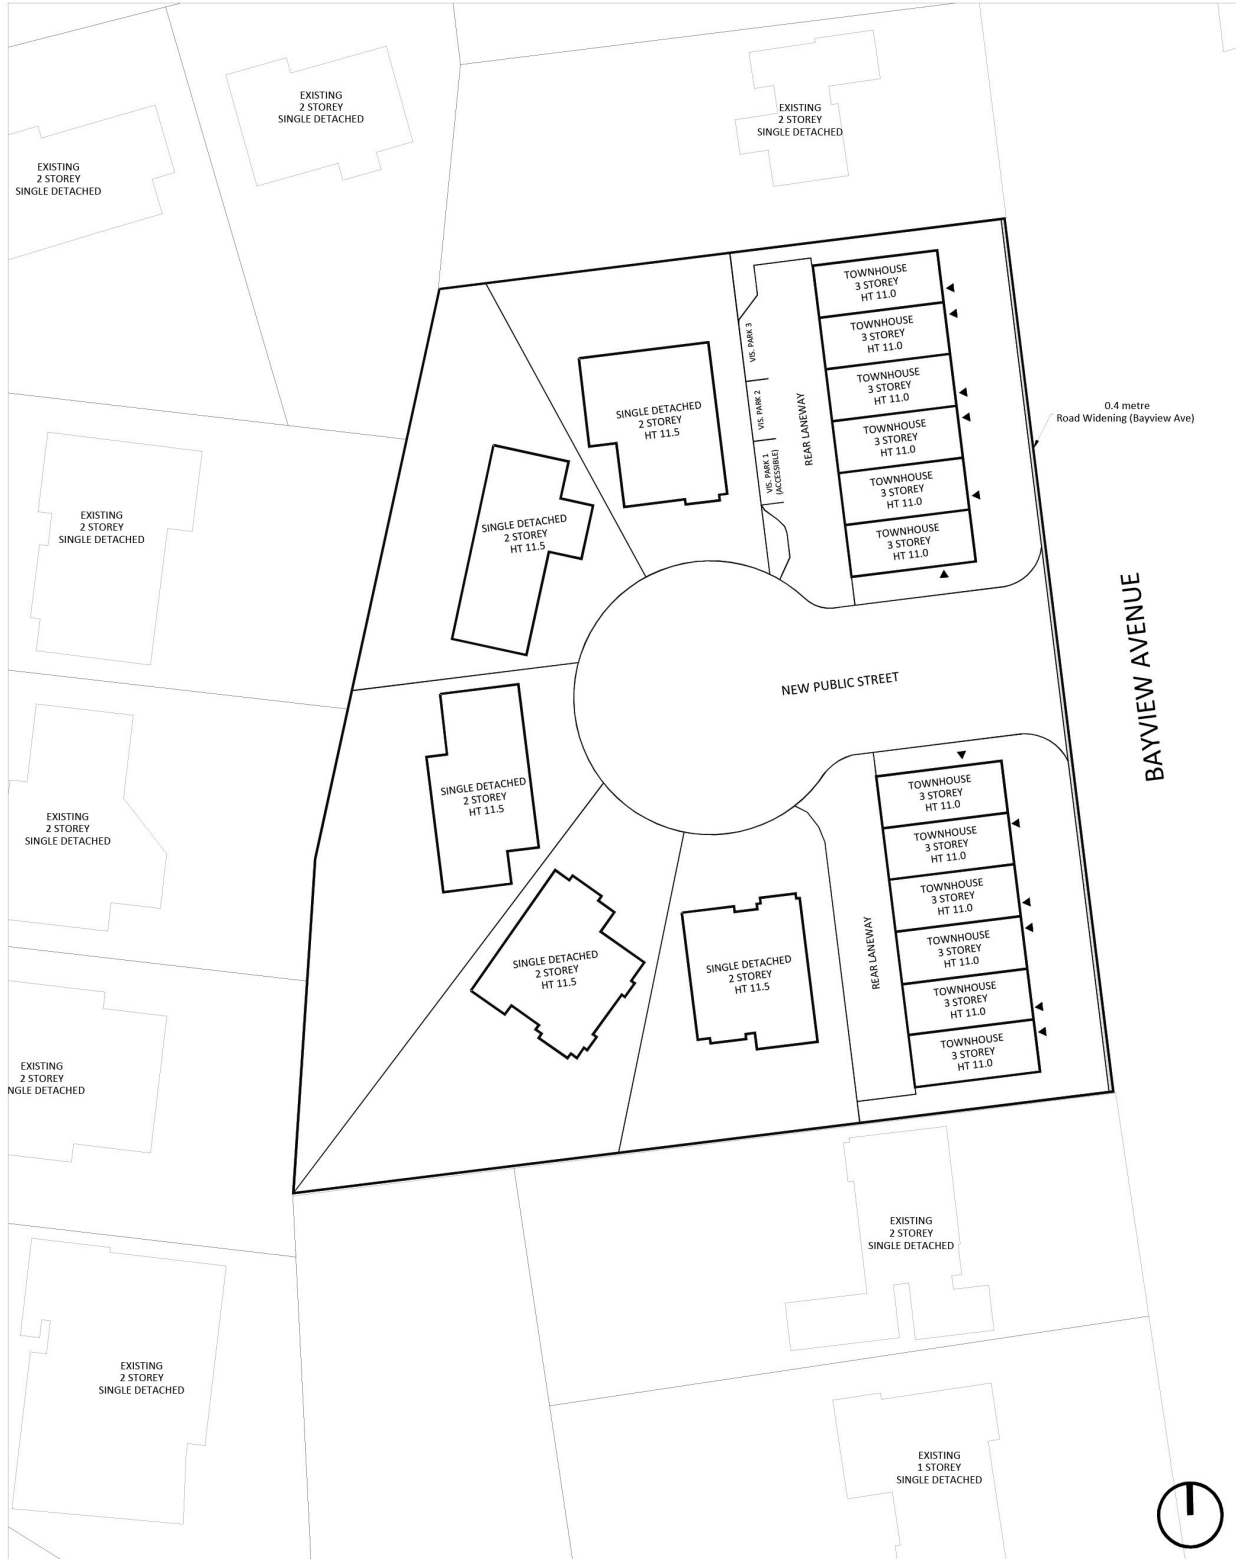 EXISTING
2 STOREY
SINGLE DETACHED
EXISTING
2 STOREY
SINGLE DETACHED
EXISTING
2 STOREY
SINGLE DETACHED
TOWNHOUSE
3 STOREY
HT 11.0
TOWNHOUSE
3 STOREY
HT 11.0
TOWNHOUSE
3 STOREY
HT 11.0
TOWNHOUSE
3 STOREY
HT 11.0
TOWNHOUSE
3 STOREY
HT 11.0
TOWNHOUSE
3 STOREY
HT 11.0
VIS. PARK 3
VIS. PARK 2
VIS. PARK 1
(ACCESSIBLE)
REAR LANEWAY
0.4 metre
Road Widening (Bayview Ave)
SINGLE DETACHED
2 STOREY
HT 11.5
SINGLE DETACHED
2 STOREY
HT 11.5
EXISTING
2 STOREY
SINGLE DETACHED
NEW PUBLIC STREET
BAYVIEW AVENUE
SINGLE DETACHED
2 STOREY
HT 11.5
EXISTING
2 STOREY
SINGLE DETACHED
TOWNHOUSE
3 STOREY
HT 11.0
TOWNHOUSE
3 STOREY
HT 11.0
TOWNHOUSE
3 STOREY
HT 11.0
TOWNHOUSE
3 STOREY
HT 11.0
TOWNHOUSE
3 STOREY
HT 11.0
TOWNHOUSE
3 STOREY
HT 11.0
REAR LANEWAY
SINGLE DETACHED
2 STOREY
HT 11.5
SINGLE DETACHED
2 STOREY
HT 11.5
EXISTING
2 STOREY
NGLE DETACHED
EXISTING
2 STOREY
SINGLE DETACHED
EXISTING
2 STOREY
SINGLE DETACHED
EXISTING
1 STOREY
SINGLE DETACHED